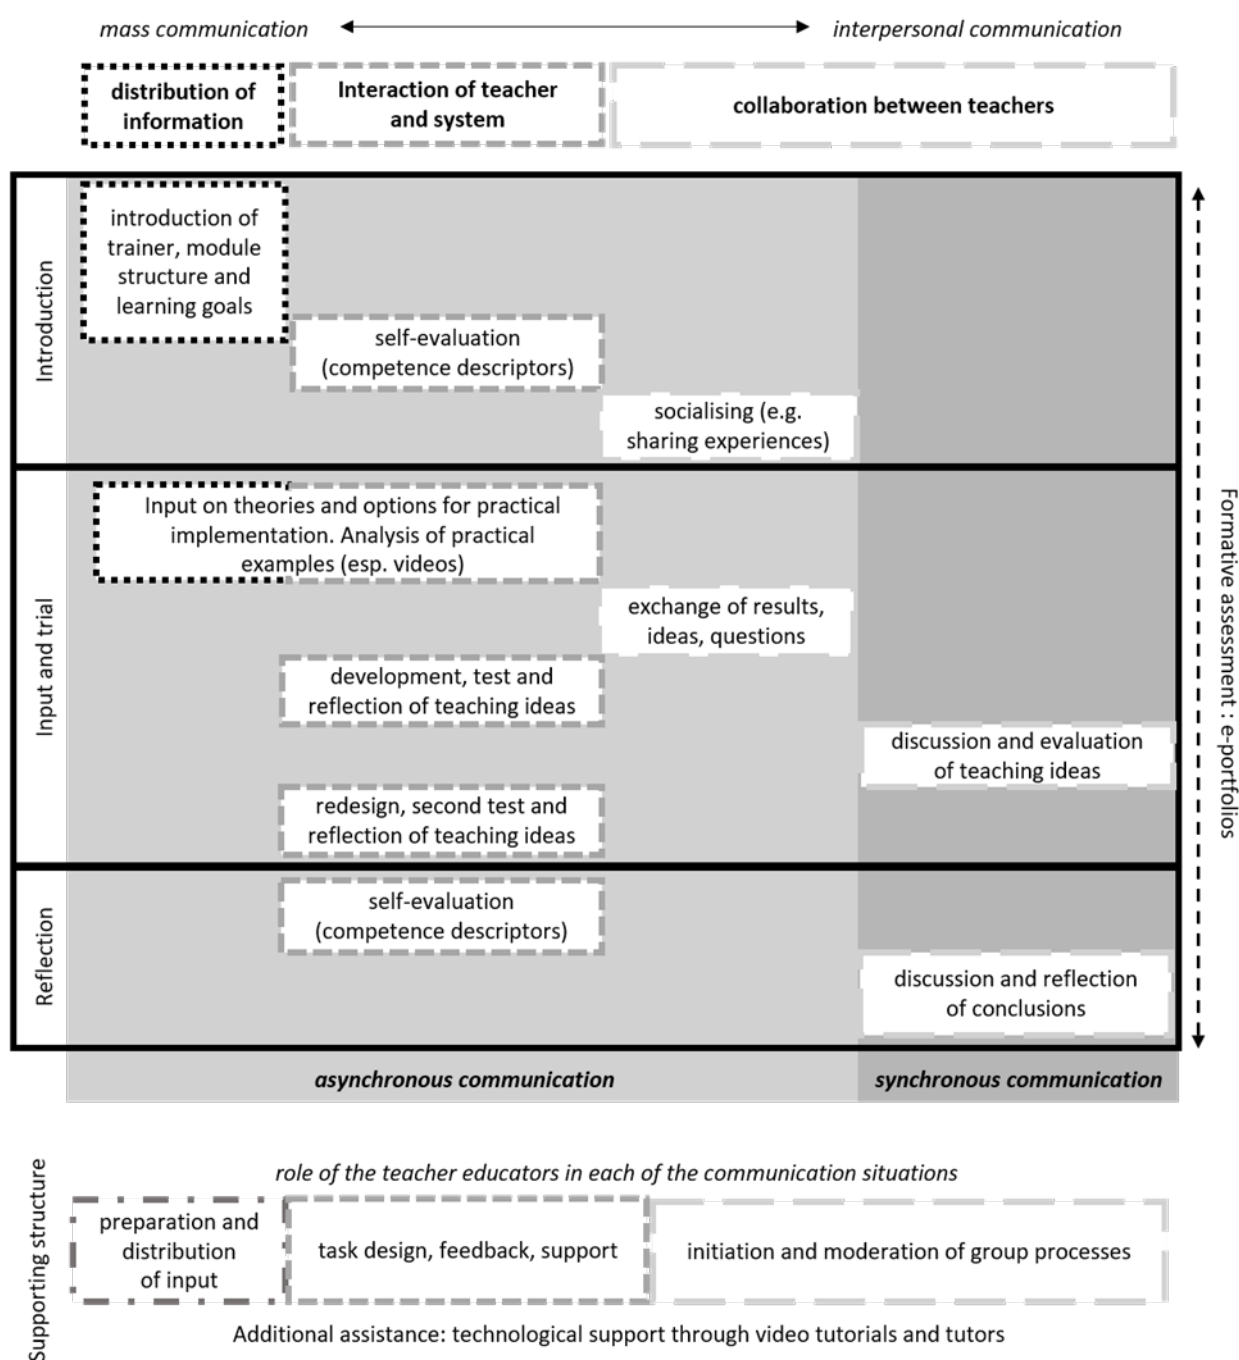 mass communication
interpersonal communication
distribution of
information
Interaction of teacher
and system
collaboration between teachers
Introduction
introduction of
trainer, module
structure and
learning goals
self-evaluation
(competence descriptors)
socialising (e.g.
sharing experiences)
Input and trial
Input on theories and options for practical
implementation. Analysis of practical
examples (esp. videos)
exchange of results,
ideas, questions
development, test and
reflection of teaching ideas
discussion and evaluation
of teaching ideas
redesign, second test and
reflection of teaching ideas
Reflection
self-evaluation
(competence descriptors)
discussion and reflection
of conclusions
Formative assessment : e-portfolios
asynchronous communication
synchronous communication
Supporting structure
role of the teacher educators in each of the communication situations
preparation and
distribution
of input
task design, feedback, support
initiation and moderation of group processes
Additional assistance: technological support through video tutorials and tutors